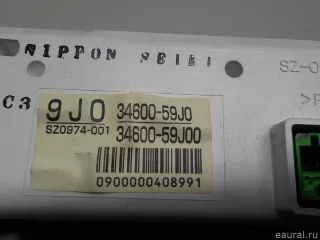 NIPPON SEIKI
SZ-0
C3
9J0 34600-59J0
SZ0974-001 34600-59J00
>P
0900000408991
eaural.ru